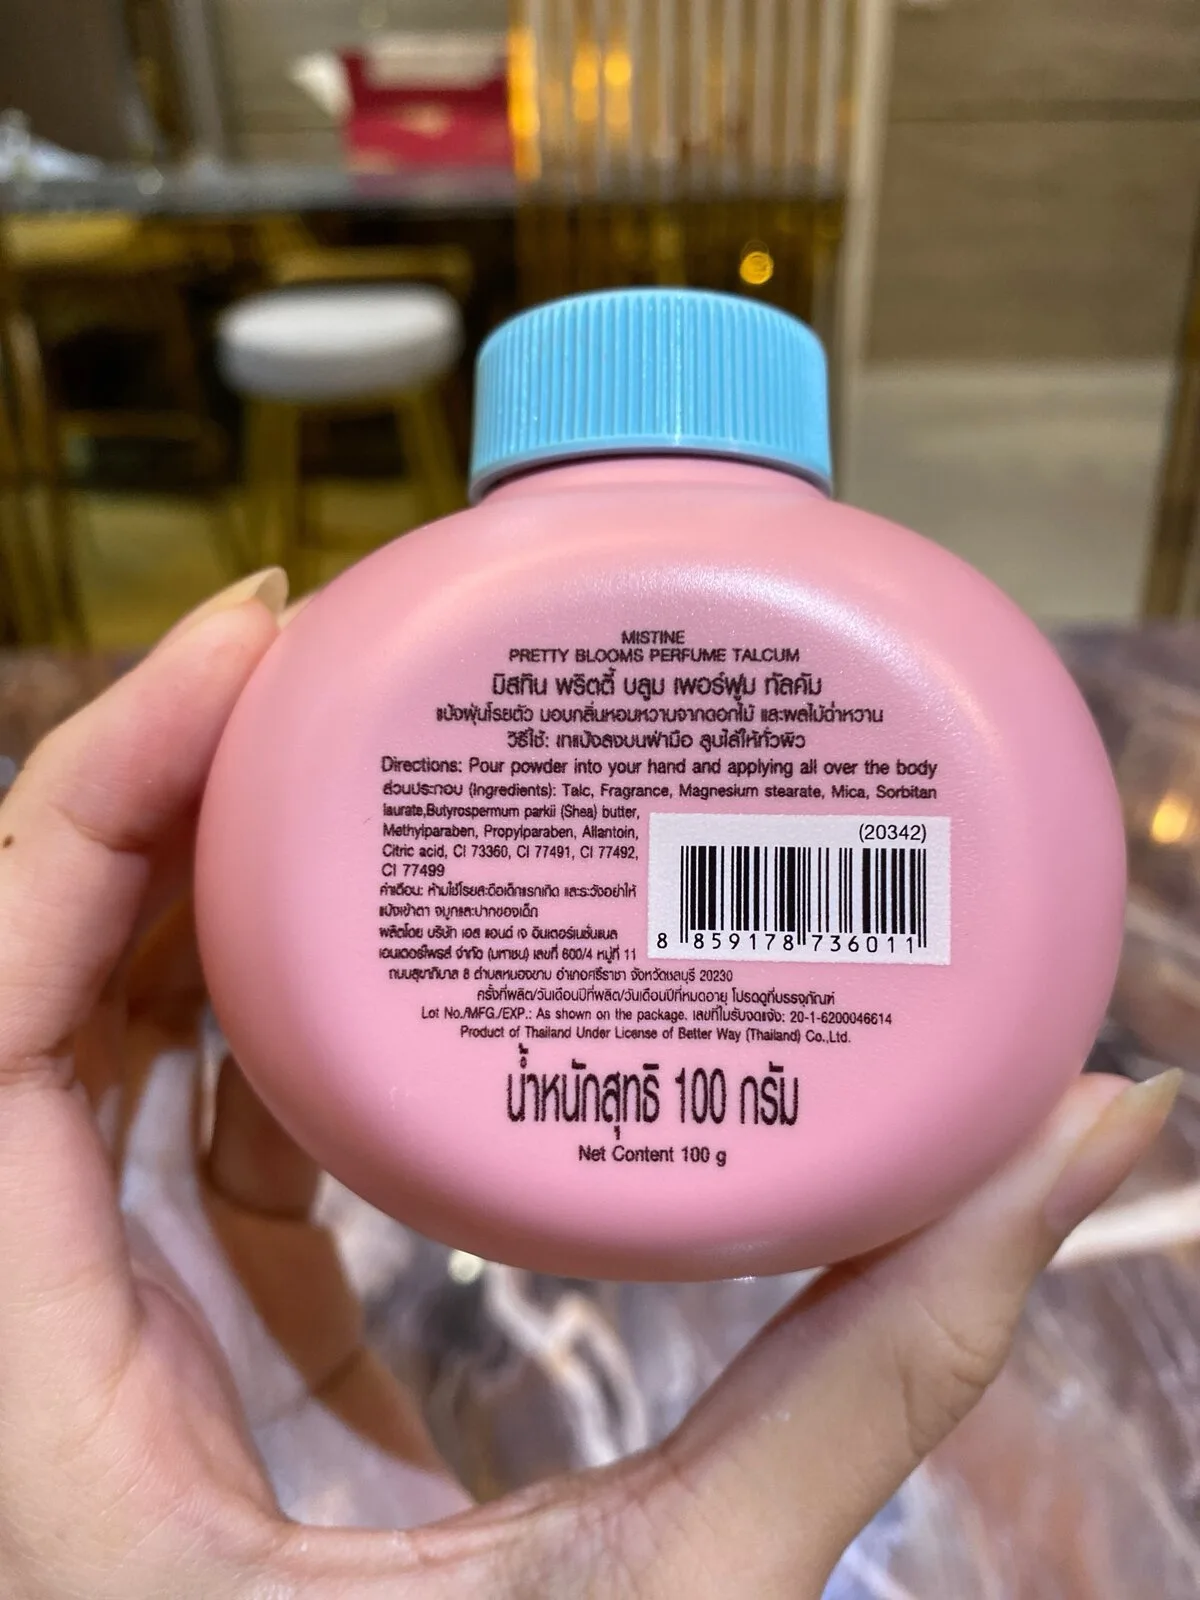 MISTINE
PRETTY BLOOMS PERFUME TALCUM
มิสทิน พริตตี้ บลูม เพอร์ฟูม ทัลคัม
แป้งฝุ่นโรยตัว มอบกลิ่นหอมหวานจากดอกไม้ และผลไม้ฉ่ำหวาน
วิธีใช้: เทแป้งลงบนฝ่ามือ ลูบไล้ให้ทั่วผิว
Directions: Pour powder into your hand and applying all over the body
ส่วนประกอบ (Ingredients): Talc, Fragrance, Magnesium stearate, Mica, Sorbitan
laurate,Butyrospermum parkii (Shea) butter,
Methylparaben, Propylparaben, Allantoin,
Citric acid, CI 73360, CI 77491, CI 77492,
CI 77499
(20342)
8 859178 736011
คำเตือน: ห้ามใช้โรยสะดือเด็กแรกเกิด และระวังอย่าให้
แป้งเข้าตา จมูกและปากของเด็ก
ผลิตโดย บริษัท เอส แอนด์ เจ อินเตอร์เนชั่นแนล
เอนเตอร์ไพรส์ จำกัด (มหาชน) เลขที่ 600/4 หมู่ที่ 11
ถนนสุขาภิบาล 8 ตำบลหนองขาม อำเภอศรีราชา จังหวัดชลบุรี 20230
ครั้งที่ผลิต/วันเดือนปีที่ผลิต/วันเดือนปีที่หมดอายุ โปรดดูที่บรรจุภัณฑ์
Lot No./MFG./EXP.: As shown on the package. เลขที่ใบรับจดแจ้ง: 20-1-6200046614
Product of Thailand Under License of Better Way (Thailand) Co.,Ltd.
น้ำหนักสุทธิ 100 กรัม
Net Content 100 g